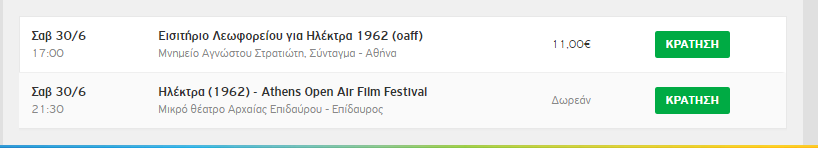 Σαβ 30/6
Εισιτήριο Λεωφορείου για Ηλέκτρα 1962 (oaff)
17:00
Μνημείο Αγνώστου Στρατιώτη, Σύνταγμα - Αθήνα
11,00€
ΚΡΑΤΗΣΗ
Σαβ 30/6
Ηλέκτρα (1962) - Athens Open Air Film Festival
21:30
Μικρό θέατρο Αρχαίας Επιδαύρου - Επίδαυρος
Δωρεάν
ΚΡΑΤΗΣΗ